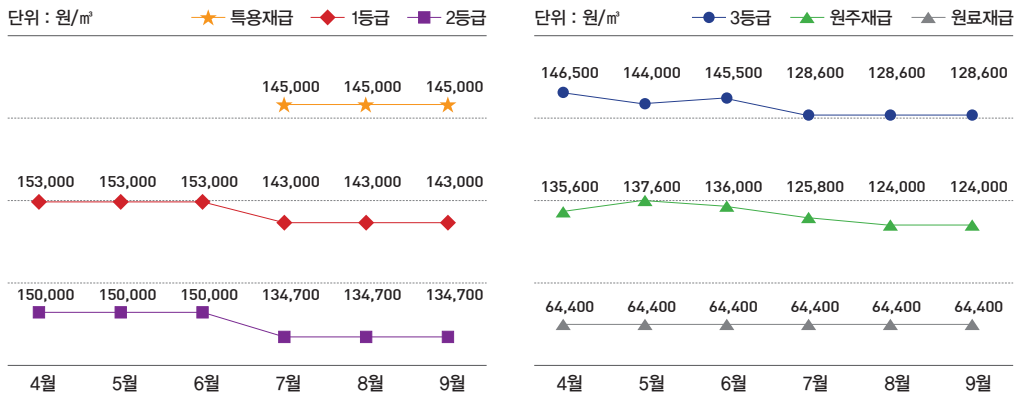 단위 : 원/㎥ 특용재급 1등급 2등급
145,000 145,000 145,000
153,000 153,000 153,000 143,000 143,000 143,000
150,000 150,000 150,000 134,700 134,700 134,700
4월 5월 6월 7월 8월 9월
단위 : 원/㎥ 3등급 원주재급 원료재급
146,500 144,000 145,500 128,600 128,600 128,600
135,600 137,600 136,000 125,800 124,000 124,000
64,400 64,400 64,400 64,400 64,400 64,400
4월 5월 6월 7월 8월 9월